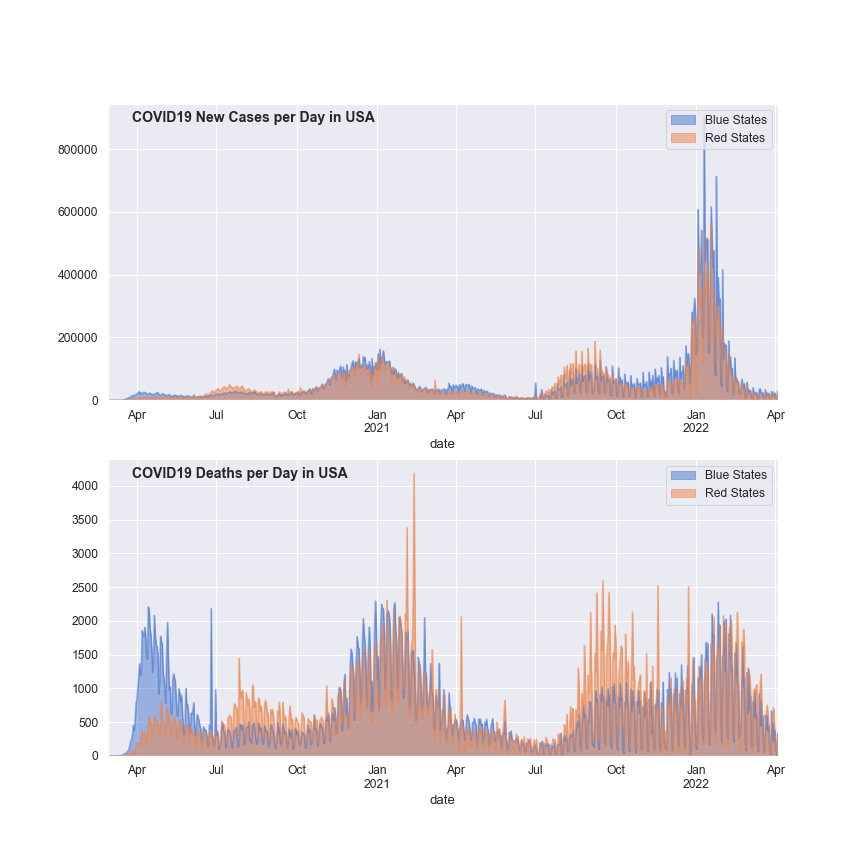 COVID19 New Cases per Day in USA
Blue States
Red States
800000
600000
400000
200000
0
Apr Jul Oct Jan Apr Jul Oct Jan Apr
2021 2022
date
COVID19 Deaths per Day in USA
Blue States
Red States
4000
3500
3000
2500
2000
1500
1000
500
0
Apr Jul Oct Jan Apr Jul Oct Jan Apr
2021 2022
date